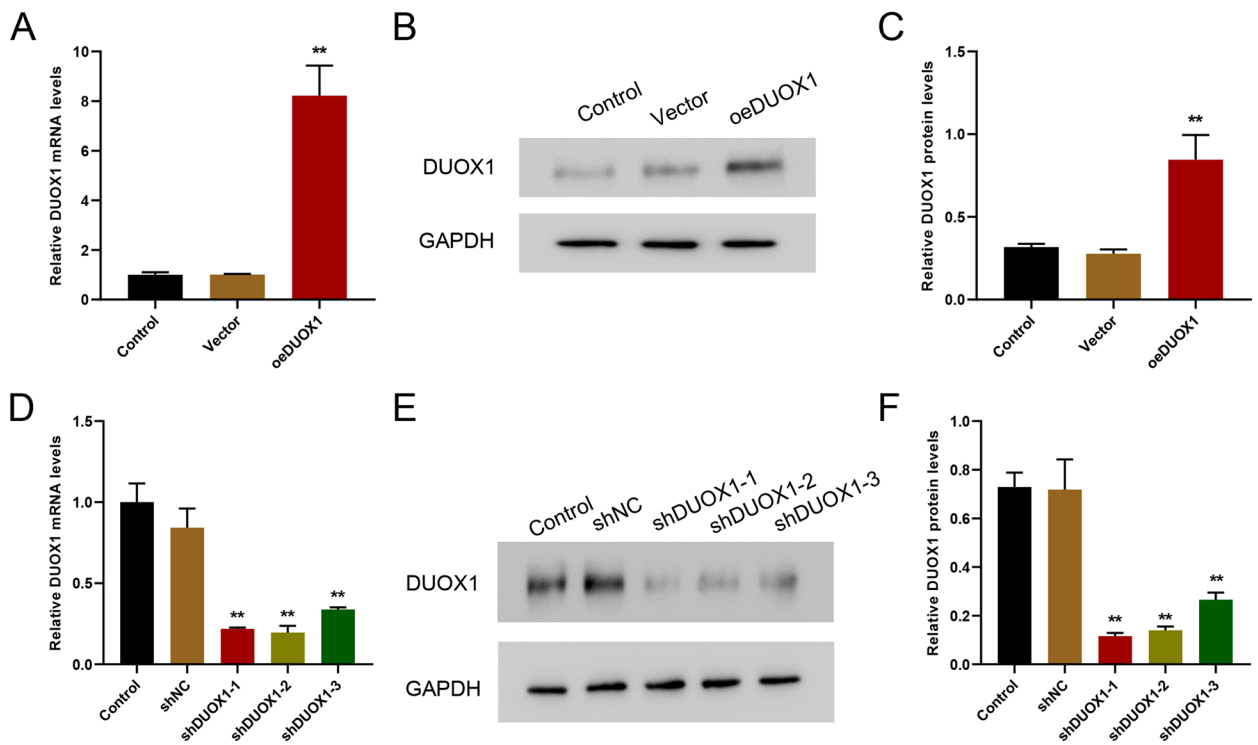 A
Relative DUOX1 mRNA levels
10
8
6
4
2
0
**
Control
Vector
oeDUOX1
B
Control
Vector
oeDUOX1
DUOX1
GAPDH
C
Relative DUOX1 protein levels
1.5
1.0
0.5
0.0
**
Control
Vector
oeDUOX1
D
Relative DUOX1 mRNA levels
1.5
1.0
0.5
0.0
**
**
**
Control
shNC
shDUOX1-1
shDUOX1-2
shDUOX1-3
E
Control
shNC
shDUOX1-1
shDUOX1-2
shDUOX1-3
DUOX1
GAPDH
F
Relative DUOX1 protein levels
1.0
0.8
0.6
0.4
0.2
0.0
**
**
**
Control
shNC
shDUOX1-1
shDUOX1-2
shDUOX1-3